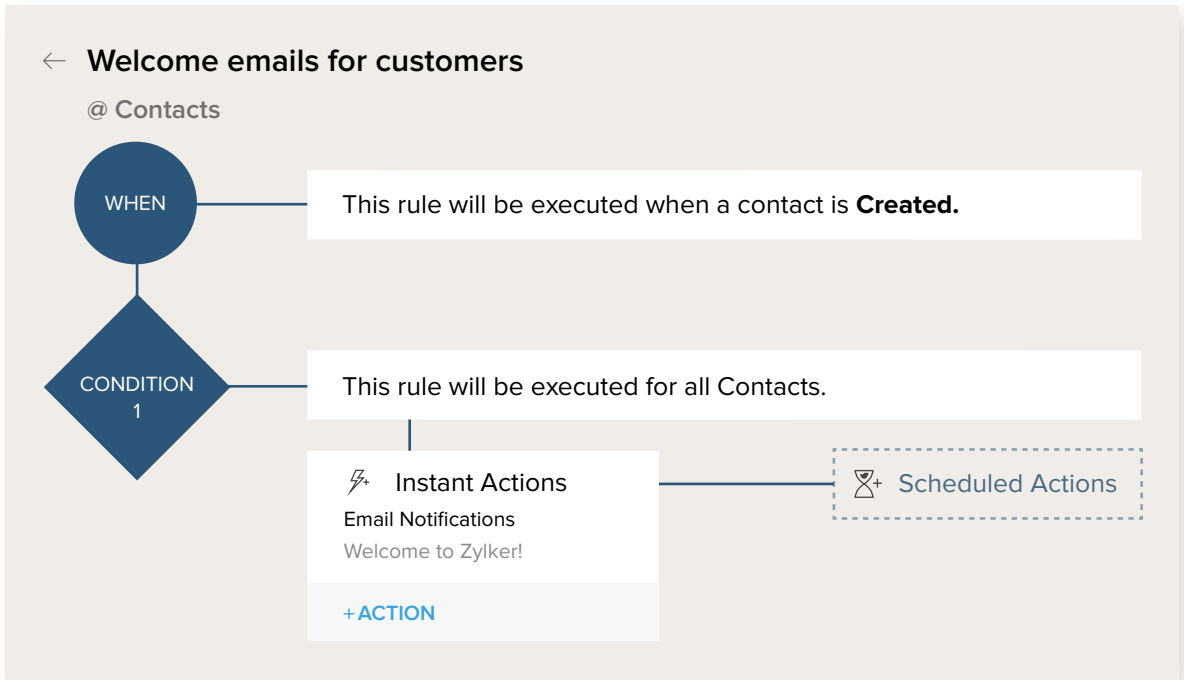 Welcome emails for customers
@ Contacts
WHEN
This rule will be executed when a contact is Created.
CONDITION
1
This rule will be executed for all Contacts.
Instant Actions
Scheduled Actions
Email Notifications
Welcome to Zylker!
+ACTION